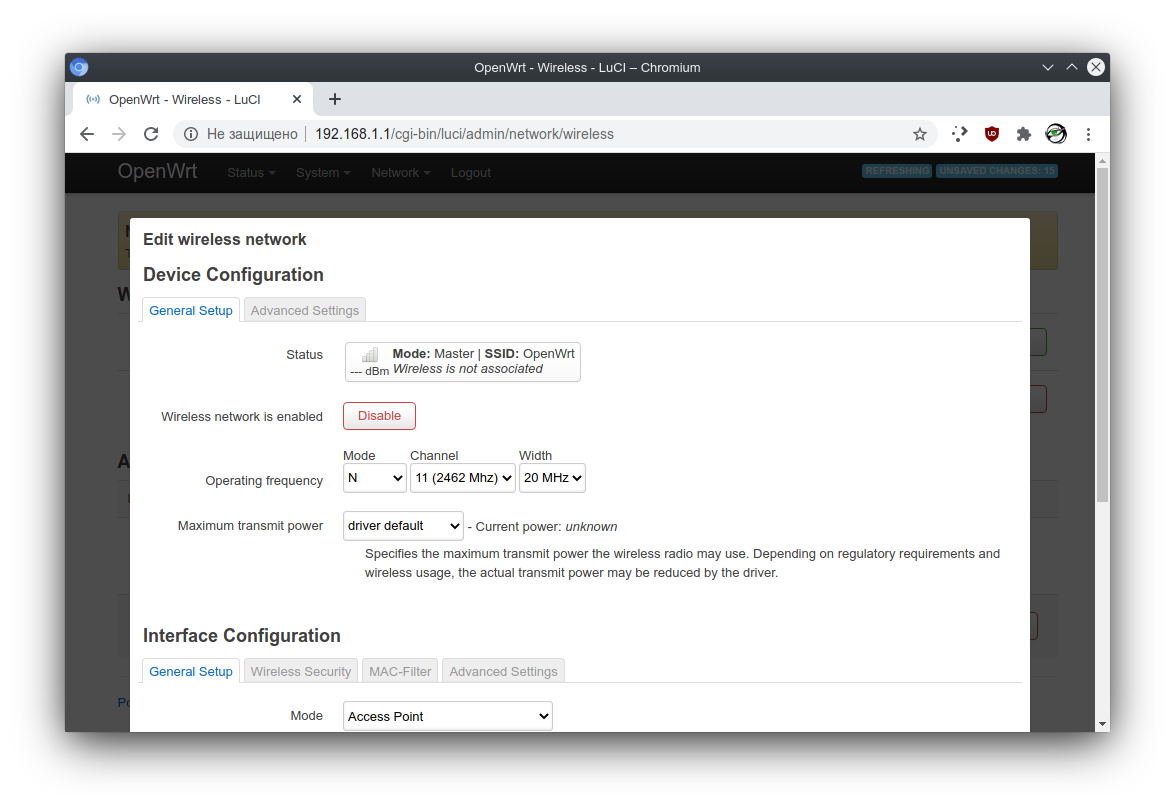 OpenWrt - Wireless - LuCI – Chromium
OpenWrt - Wireless - LuCI
Не защищено 192.168.1.1/cgi-bin/luci/admin/network/wireless
OpenWrt Status System Network Logout REFRESHING UNSAVED CHANGES: 15
Edit wireless network
Device Configuration
General Setup Advanced Settings
Status
Mode: Master | SSID: OpenWrt
--- dBm Wireless is not associated
Wireless network is enabled Disable
Mode Channel Width
Operating frequency N 11 (2462 Mhz) 20 MHz
Maximum transmit power driver default - Current power: unknown
Specifies the maximum transmit power the wireless radio may use. Depending on regulatory requirements and
wireless usage, the actual transmit power may be reduced by the driver.
Interface Configuration
General Setup Wireless Security MAC-Filter Advanced Settings
Mode Access Point